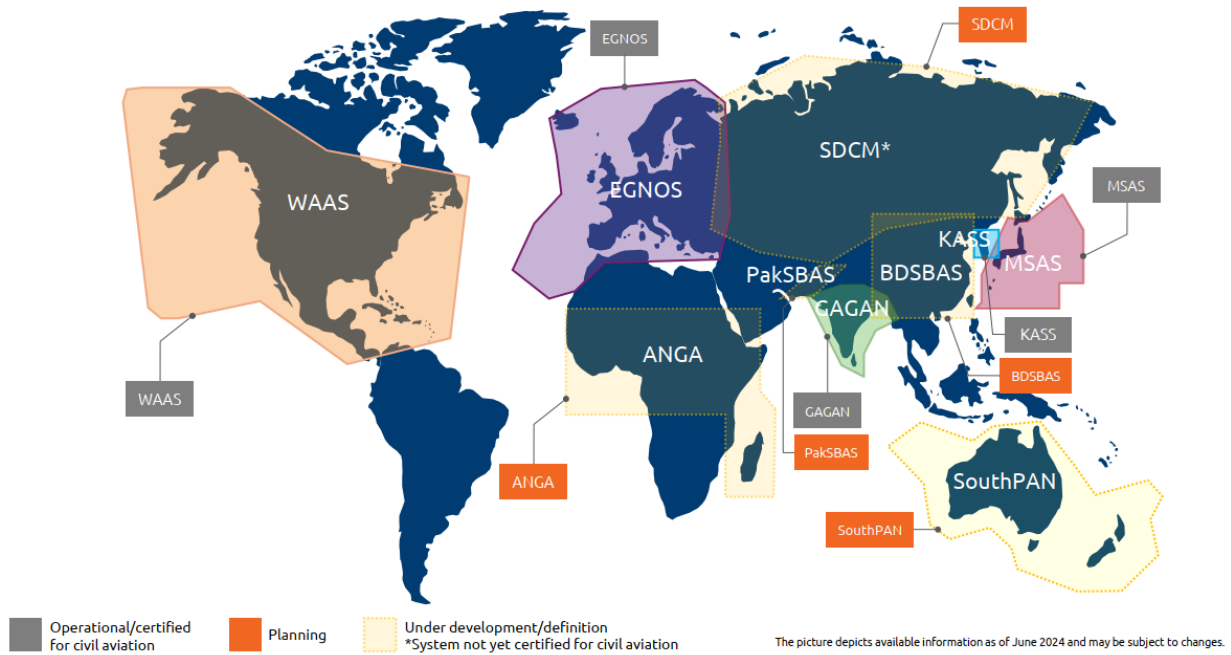 SDCM
EGNOS
SDCM*
MSAS
EGNOS
WAAS
KASS
MSAS
PakSBAS
BDSBAS
GAGAN
KASS
ANGA
BDSBAS
WAAS
GAGAN
PakSBAS
ANGA
SouthPAN
SouthPAN
Operational/certified
for civil aviation
Planning
Under development/definition
*System not yet certified for civil aviation
The picture depicts available information as of June 2024 and may be subject to changes.